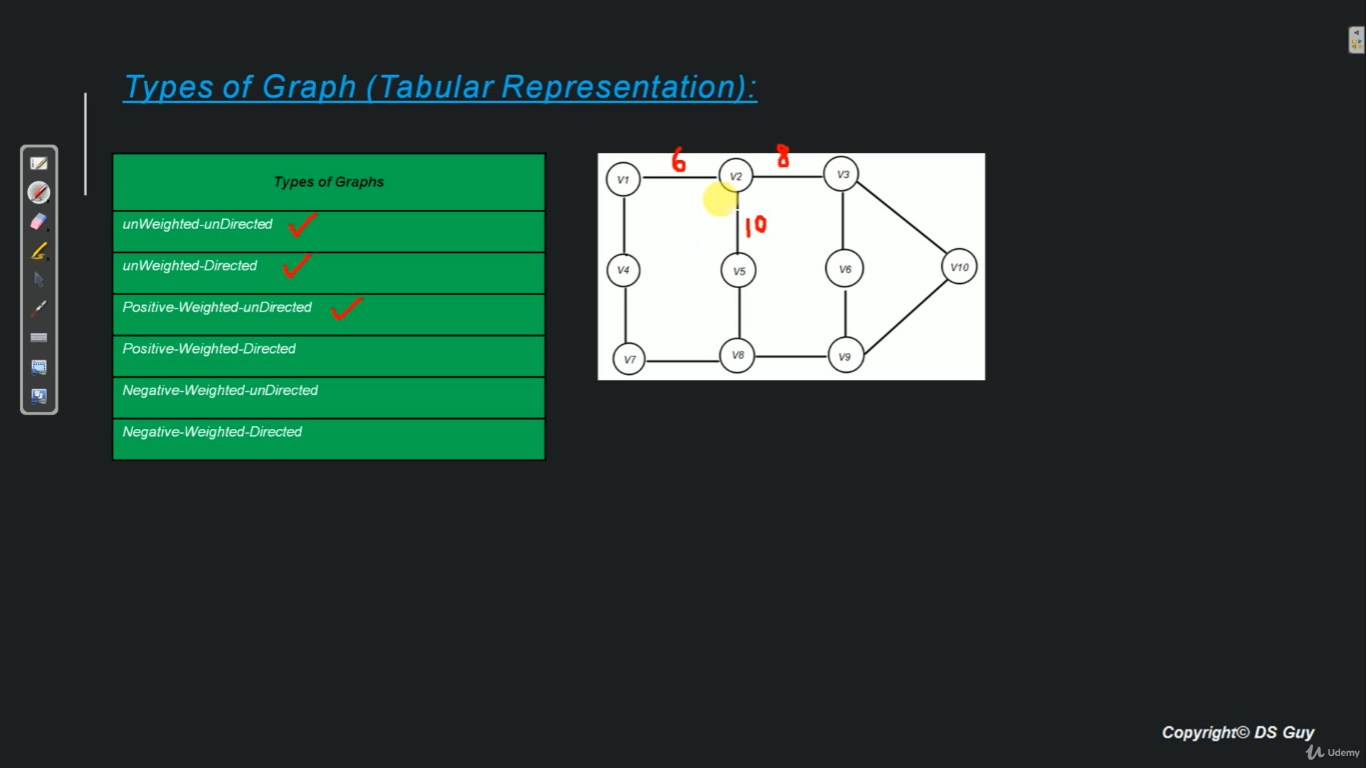 Types of Graph (Tabular Representation):
Types of Graphs
unWeighted-unDirected
unWeighted-Directed
Positive-Weighted-unDirected
Positive-Weighted-Directed
Negative-Weighted-unDirected
Negative-Weighted-Directed
6 8
V1 V2 V3
10
V4 V5 V6 V10
V7 V8 V9
Copyright© DS Guy
Udemy